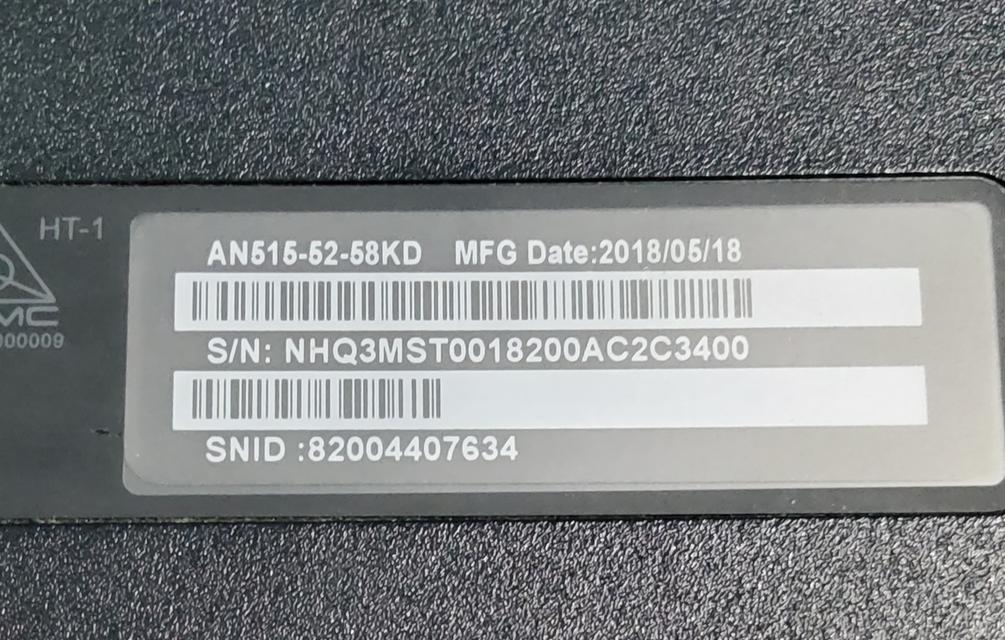 HT-1
AN515-52-58KD MFG Date:2018/05/18
S/N: NHQ3MST0018200AC2C3400
SNID :82004407634